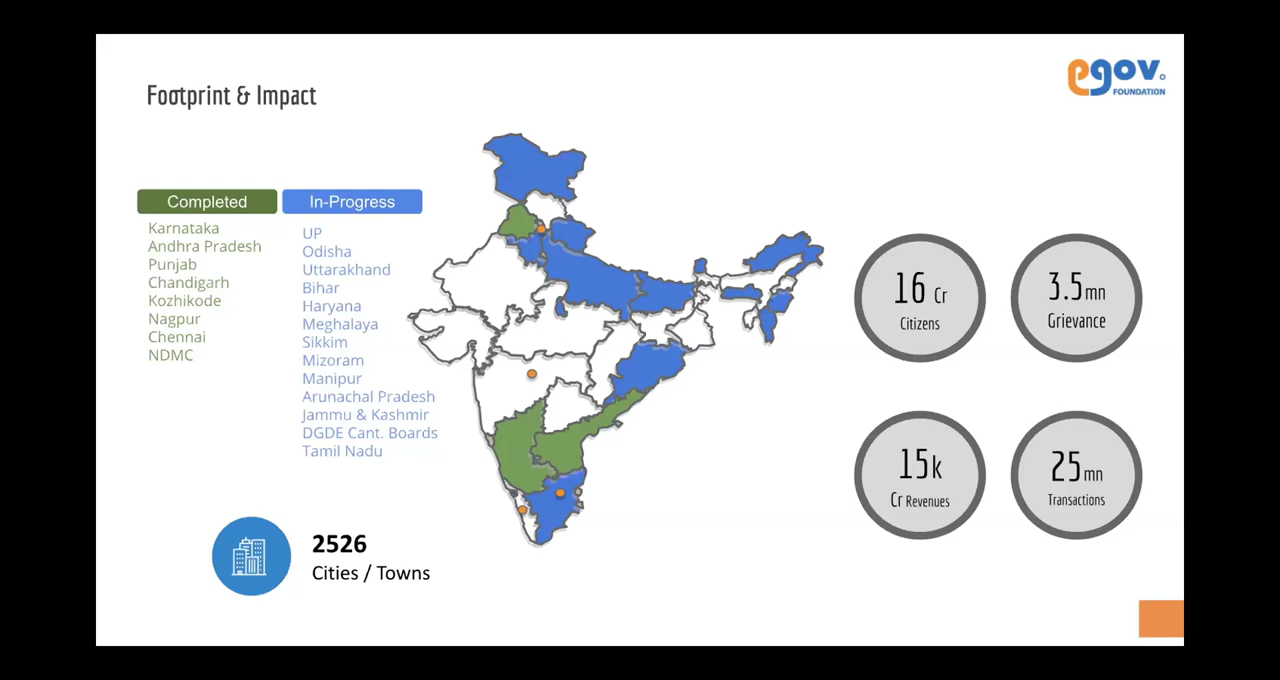 egov.
FOUNDATION
Footprint & Impact
Completed
Karnataka
Andhra Pradesh
Punjab
Chandigarh
Kozhikode
Nagpur
Chennai
NDMC
In-Progress
UP
Odisha
Uttarakhand
Bihar
Haryana
Meghalaya
Sikkim
Mizoram
Manipur
Arunachal Pradesh
Jammu & Kashmir
DGDE Cant. Boards
Tamil Nadu
16 Cr
Citizens
3.5mn
Grievance
15k
Cr Revenues
25mn
Transactions
2526
Cities / Towns